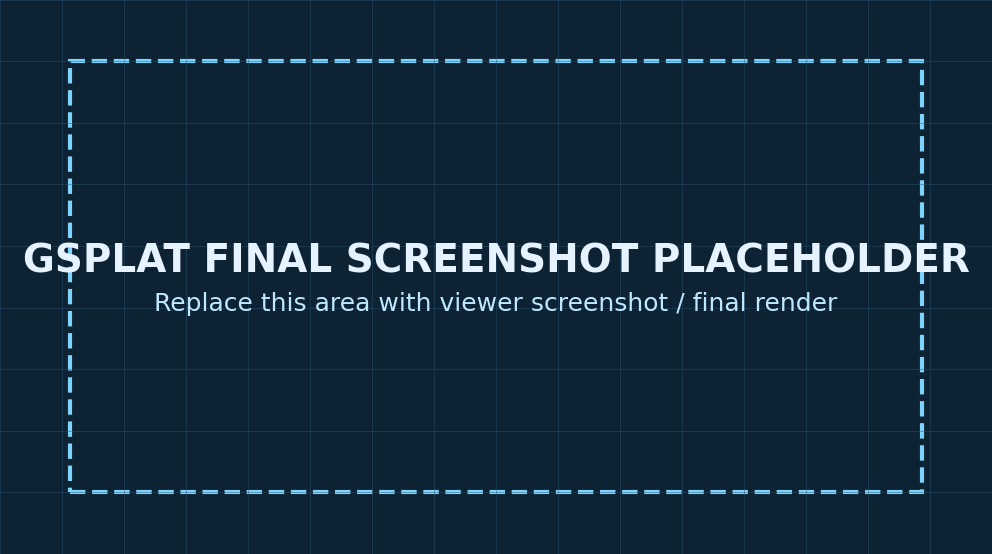 GSPLAT FINAL SCREENSHOT PLACEHOLDER
Replace this area with viewer screenshot / final render